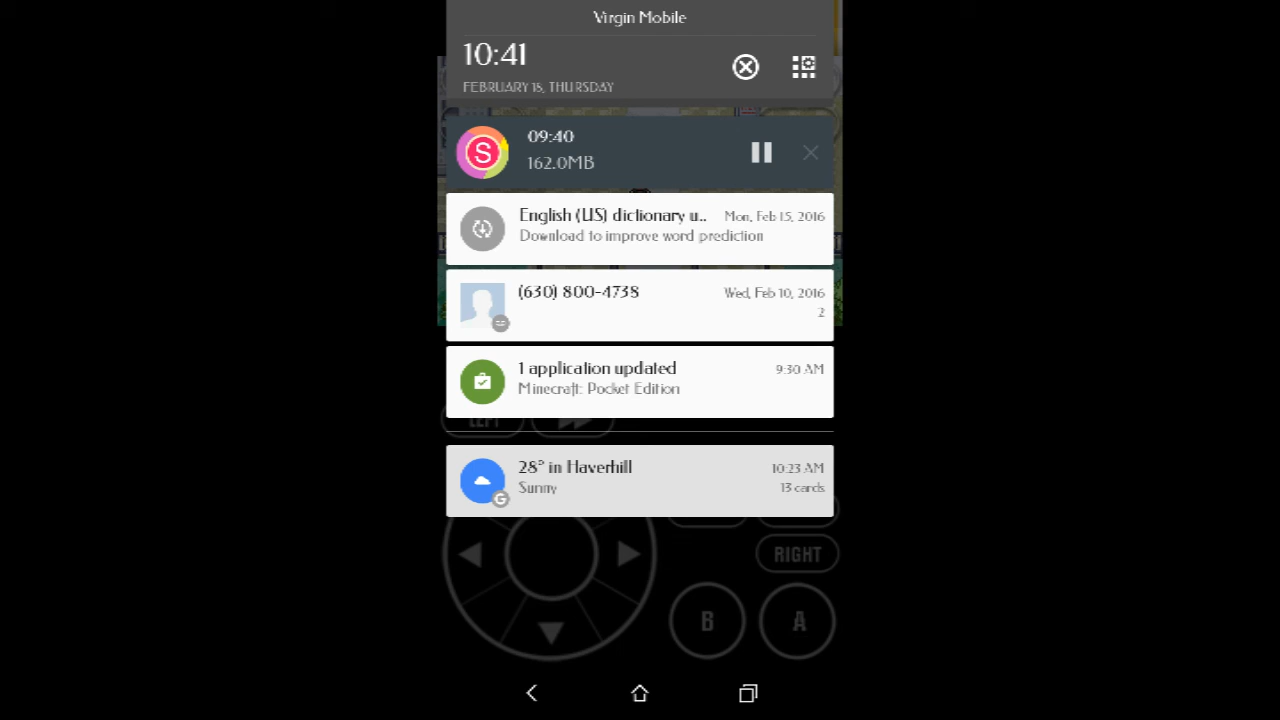 Virgin Mobile
10:41
FEBRUARY 18, THURSDAY
S
09:40
162.0MB
English (US) dictionary u..
Mon, Feb 15, 2016
Download to improve word prediction
(630) 800-4738
Wed, Feb 10, 2016
2
1 application updated
9:30 AM
Minecraft: Pocket Edition
LEFT
28° in Haverhill
10:23 AM
Sunny
13 cards
G
RIGHT
B
A